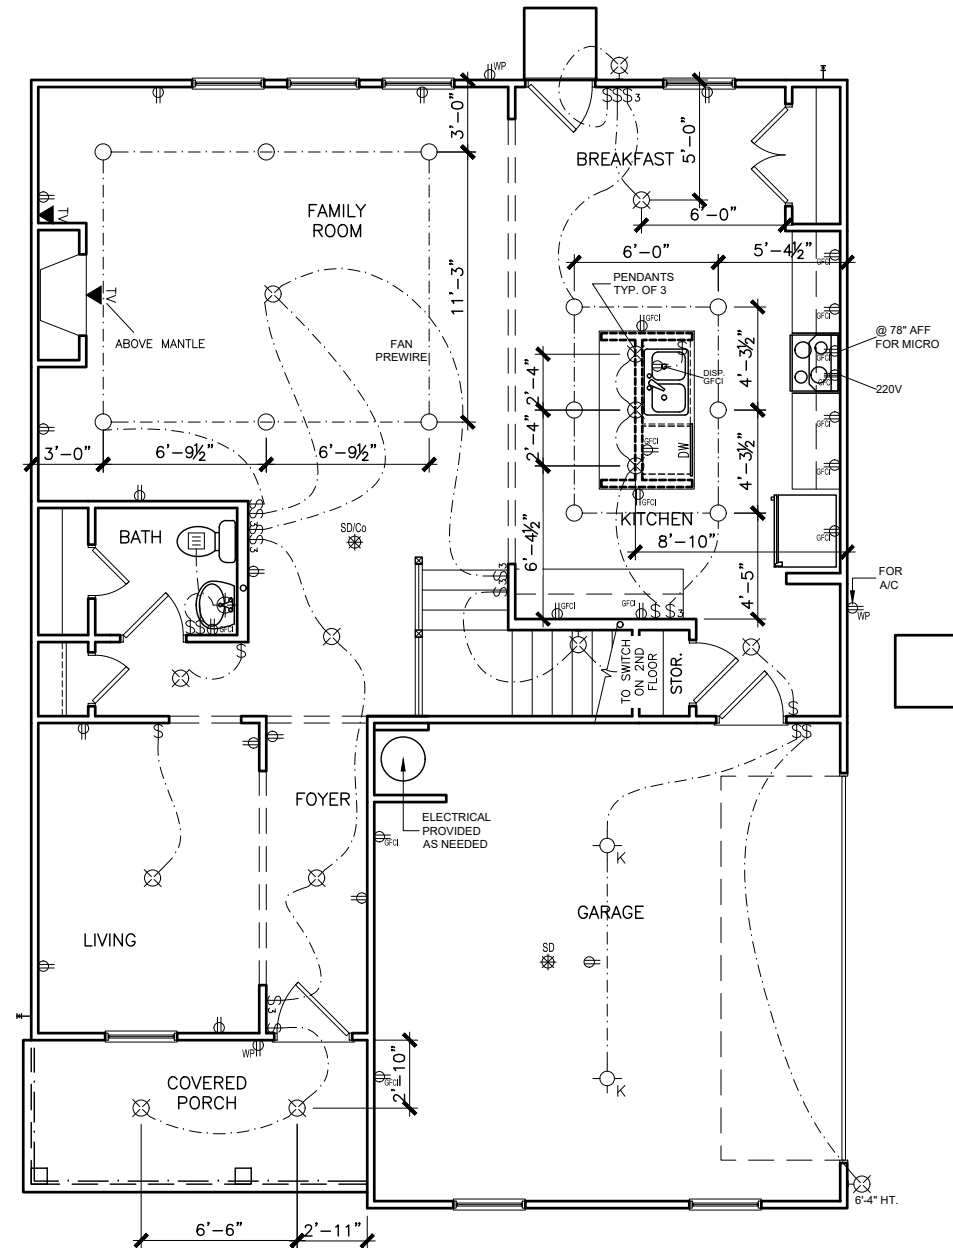 WP
$$$3
3'-0"
BREAKFAST
5'-0"
6'-0"
TV
FAMILY
ROOM
6'-0"
5'-4½"
GFCI
PENDANTS
TYP. OF 3
TV
11'-3"
GFCI
GFCI
@ 78" AFF
FOR MICRO
ABOVE MANTLE
FAN
PREWIRE
$
4'-3½"
GFCI
DISP.
GFCI
GFCI
220V
2'-4"
3'-0"
6'-9½"
6'-9½"
2'-4"
GFCI
DW
4'-3½"
GFCI
GFCI
GFCI
KITCHEN
$$$$3
BATH
SD/Co
6'-4½"
8'-10"
GFCI
$$3
4'-5"
FOR
A/C
GFCI
GFCI
$$$3
WP
$$
GFCI
$
TO SWITCH
ON 2ND
FLOOR
STOR.
$
$
$$
FOYER
ELECTRICAL
PROVIDED
AS NEEDED
GFCI
K
LIVING
GARAGE
SD
$3
$
WP
2'-10"
GFCI
K
COVERED
PORCH
6'-4" HT.
6'-6"
2'-11"